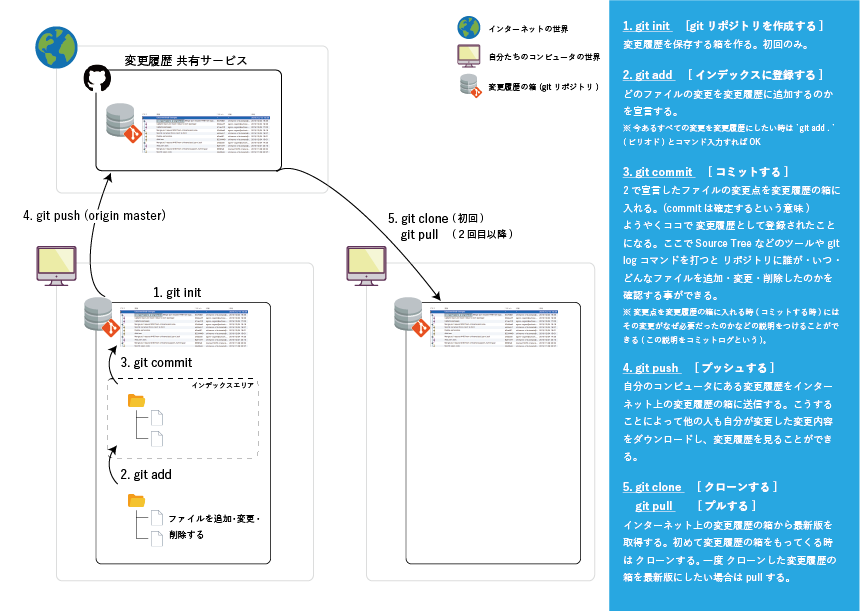 インターネットの世界
自分たちのコンピュータの世界
変更履歴の箱 (git リポジトリ )
変更履歴 共有サービス
4. git push (origin master)
5. git clone ( 初回 )
git pull ( 2 回目以降 )
1. git init
3. git commit
インデックスエリア
2. git add
ファイルを追加・変更・
削除する
1. git init [git リポジトリを作成する ]
変更履歴を保存する箱を作る。初回のみ。
2. git add [ インデックスに登録する ]
どのファイルの変更を変更履歴に追加するのか
を宣言する。
※ 今あるすべての変更を変更履歴にしたい時は `git add . `
( ピリオド ) とコマンド入力すれば OK
3. git commit [ コミットする ]
2 で宣言したファイルの変更点を変更履歴の箱に
入れる。(commit は確定するという意味 )
ようやくココで 変更履歴として登録されたこと
になる。ここで Source Tree などのツールや git
log コマンドを打つと リポジトリに誰が・いつ・
どんなファイルを追加・変更・削除したのかを
確認する事ができる。
※ 変更点を変更履歴の箱に入れる時 ( コミットする時 ) には
その変更がなぜ必要だったのかなどの説明をつけることがで
きる ( この説明をコミットログという )。
4. git push [ プッシュする ]
自分のコンピュータにある変更履歴をインター
ネット上の変更履歴の箱に送信する。こうする
ことによって他の人も自分が変更した変更内容
をダウンロードし、変更履歴を見ることができ
る。
5. git clone [ クローンする ]
git pull [ プルする ]
インターネット上の変更履歴の箱から最新版を
取得する。初めて変更履歴の箱をもってくる時
は クローンする。一度 クローンした変更履歴の
箱を最新版にしたい場合は pull する。